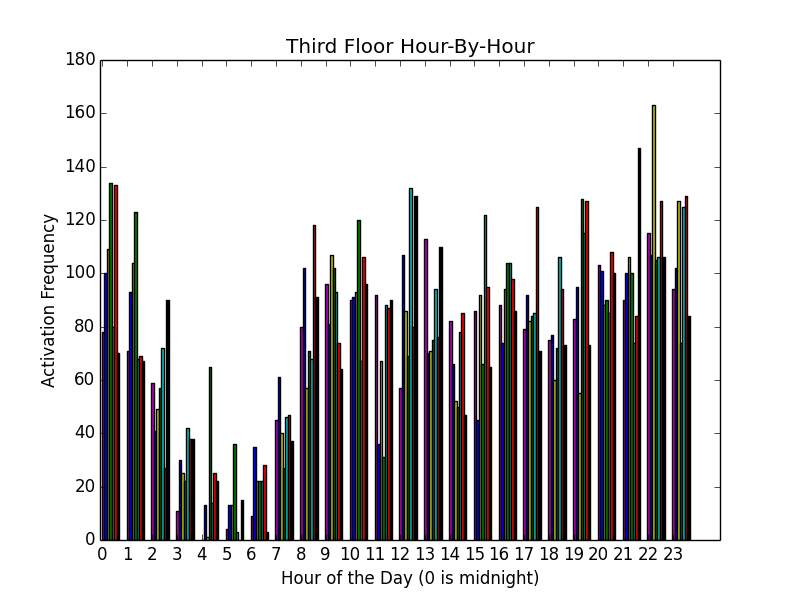 Third Floor Hour-By-Hour
180
160
140
120
100
80
60
40
20
0
Activation Frequency
0 1 2 3 4 5 6 7 8 9 10 11 12 13 14 15 16 17 18 19 20 21 22 23
Hour of the Day (0 is midnight)